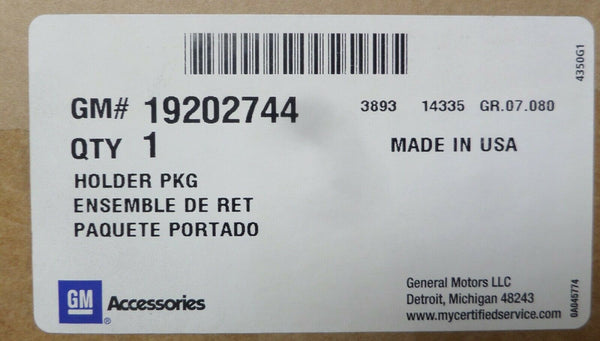 4350G1
GM# 19202744 3893 14335 GR.07.080
QTY 1 MADE IN USA
HOLDER PKG
ENSEMBLE DE RET
PAQUETE PORTADO
GM Accessories
®
General Motors LLC
Detroit, Michigan 48243
www.mycertifiedservice.com
0A045774